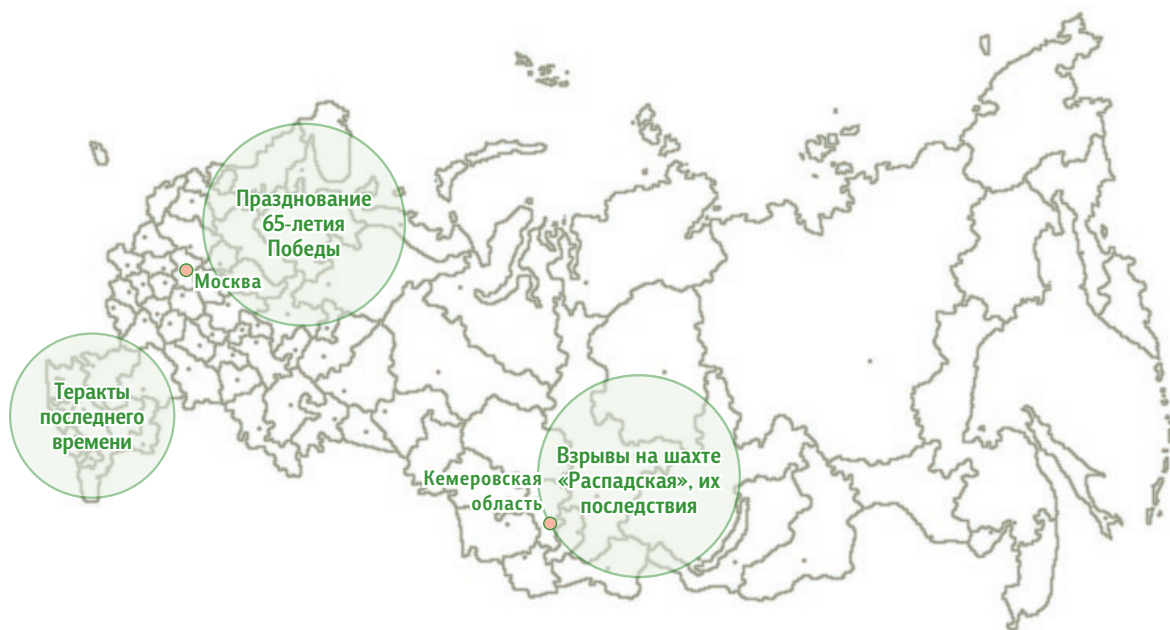 Празднование
65-летия
Победы
Москва
Теракты
последнего
времени
Кемеровская
область
Взрывы на шахте
«Распадская», их
последствия